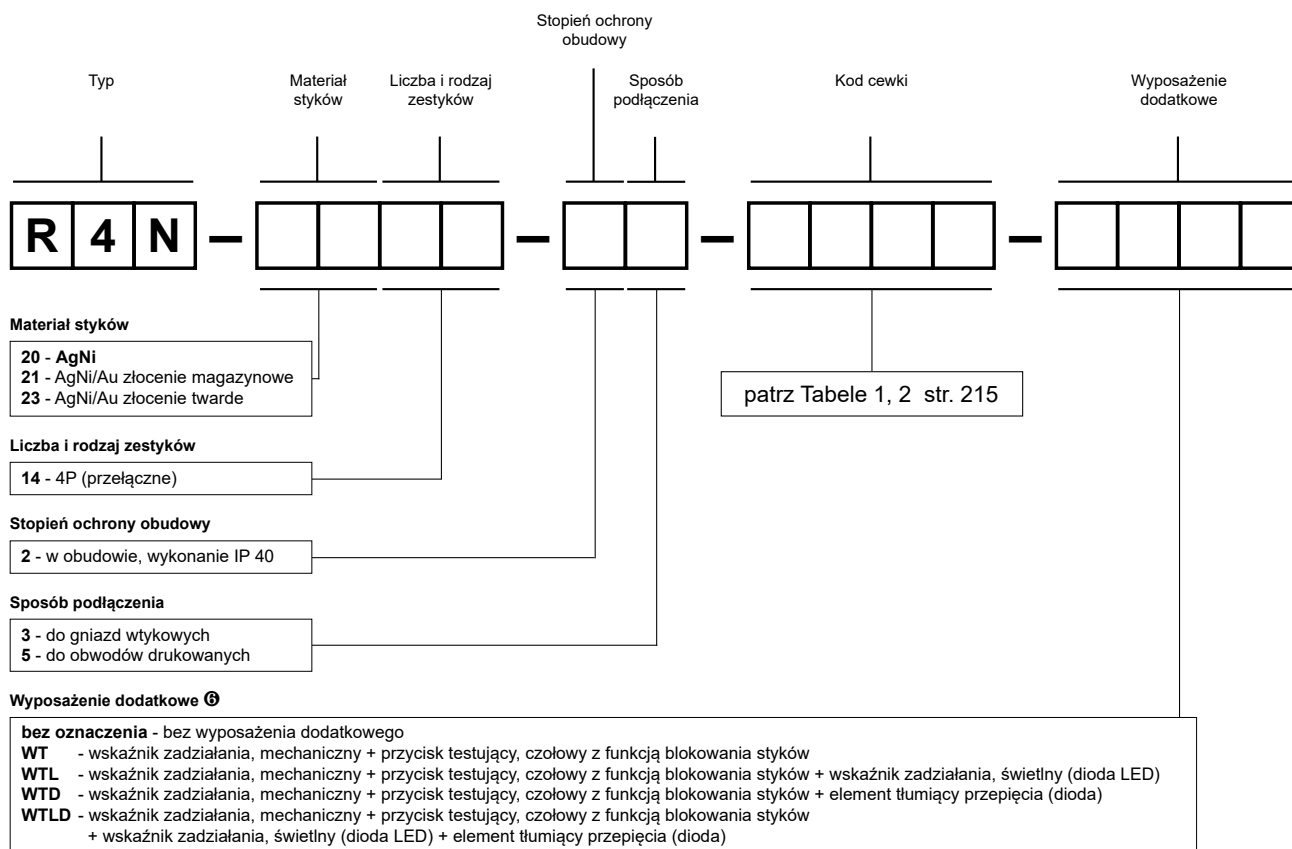 Stopień ochrony
obudowy
Typ
Materiał
styków
Liczba i rodzaj
zestyków
Sposób
podłączenia
Kod cewki
Wyposażenie
dodatkowe
R 4 N – – – –
Materiał styków
20 - AgNi
21 - AgNi/Au złocenie magazynowe
23 - AgNi/Au złocenie twarde
patrz Tabele 1, 2 str. 215
Liczba i rodzaj zestyków
14 - 4P (przełączne)
Stopień ochrony obudowy
2 - w obudowie, wykonanie IP 40
Sposób podłączenia
3 - do gniazd wtykowych
5 - do obwodów drukowanych
Wyposażenie dodatkowe ❻
bez oznaczenia - bez wyposażenia dodatkowego
WT - wskaźnik zadziałania, mechaniczny + przycisk testujący, czołowy z funkcją blokowania styków
WTL - wskaźnik zadziałania, mechaniczny + przycisk testujący, czołowy z funkcją blokowania styków + wskaźnik zadziałania, świetlny (dioda LED)
WTD - wskaźnik zadziałania, mechaniczny + przycisk testujący, czołowy z funkcją blokowania styków + element tłumiący przepięcia (dioda)
WTLD - wskaźnik zadziałania, mechaniczny + przycisk testujący, czołowy z funkcją blokowania styków
+ wskaźnik zadziałania, świetlny (dioda LED) + element tłumiący przepięcia (dioda)